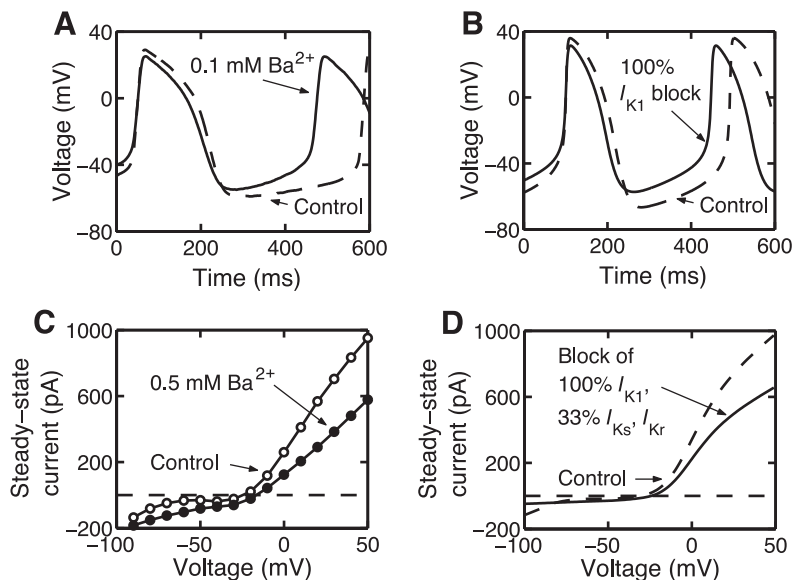 A
40
0
−40
−80
Voltage (mV)
0.1 mM Ba2+
Control
0 200 400 600
Time (ms)
B
40
0
−40
−80
Voltage (mV)
100%
IK1 block
Control
0 200 400 600
Time (ms)
C
1000
600
200
−200
Steady−state
current (pA)
0.5 mM Ba2+
Control
−100 −50 0 50
Voltage (mV)
D
1000
600
200
−200
Steady−state
current (pA)
Block of
100% IK1,
33% IKs, IKr
Control
−100 −50 0 50
Voltage (mV)